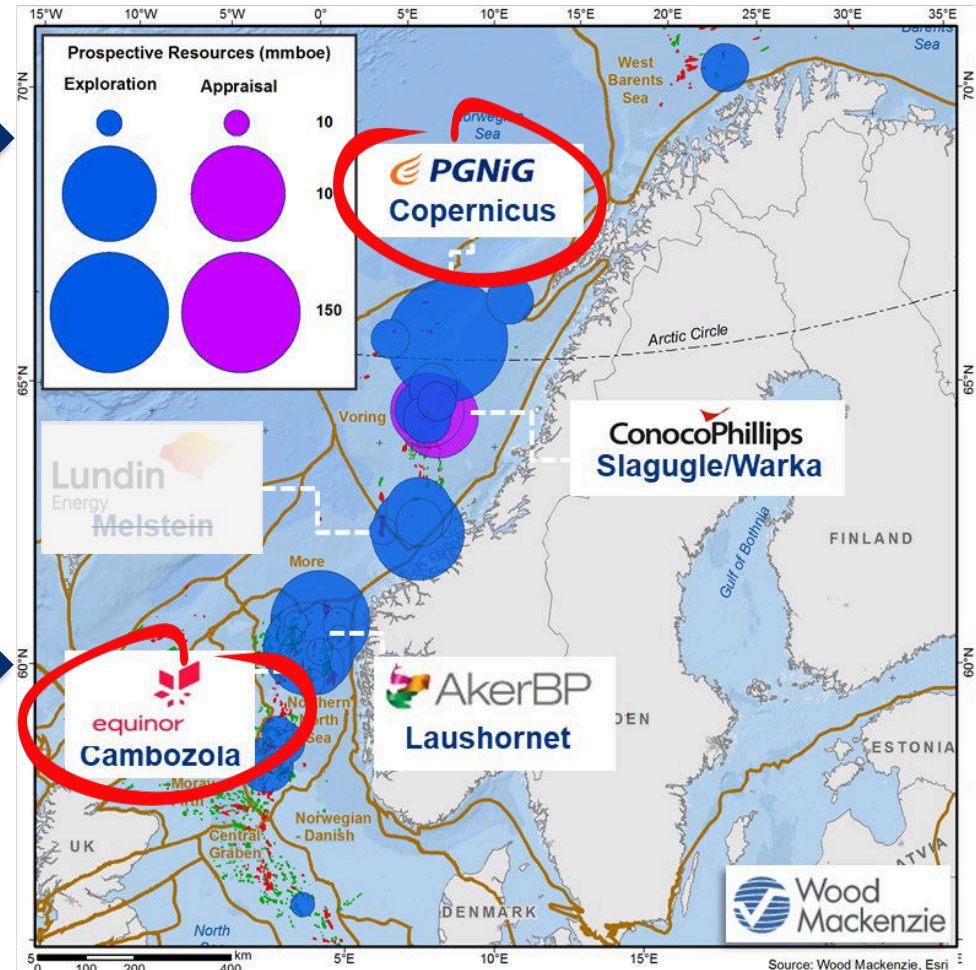 15°W 10°W 5°W 0° 5°E 10°E 15°E 20°E 25°E 30°E 35°E
Prospective Resources (mmboe)
Exploration Appraisal
10
10
150
Barents
Sea
West
Barents
Sea
Norwegian
Sea
70°N
70°N
PGNiG
Copernicus
Arctic Circle
65°N
65°N
Voring
ConocoPhillips
Slagugle/Warka
Lundin
Energy
Melstein
More
FINLAND
Gulf of Bothnia
60°N
60°N
equinor
Cambozola
AkerBP
Laushornet
Northern
North
Sea
DEN
ESTONIA
Moray
Norwegian
- Danish
Central
Graben
UK
ATVIA
DENMARK
North
Wood
Mackenzie
5 5°E 10°E 15°E
km
0 100 200 400
Source: Wood Mackenzie, Esri